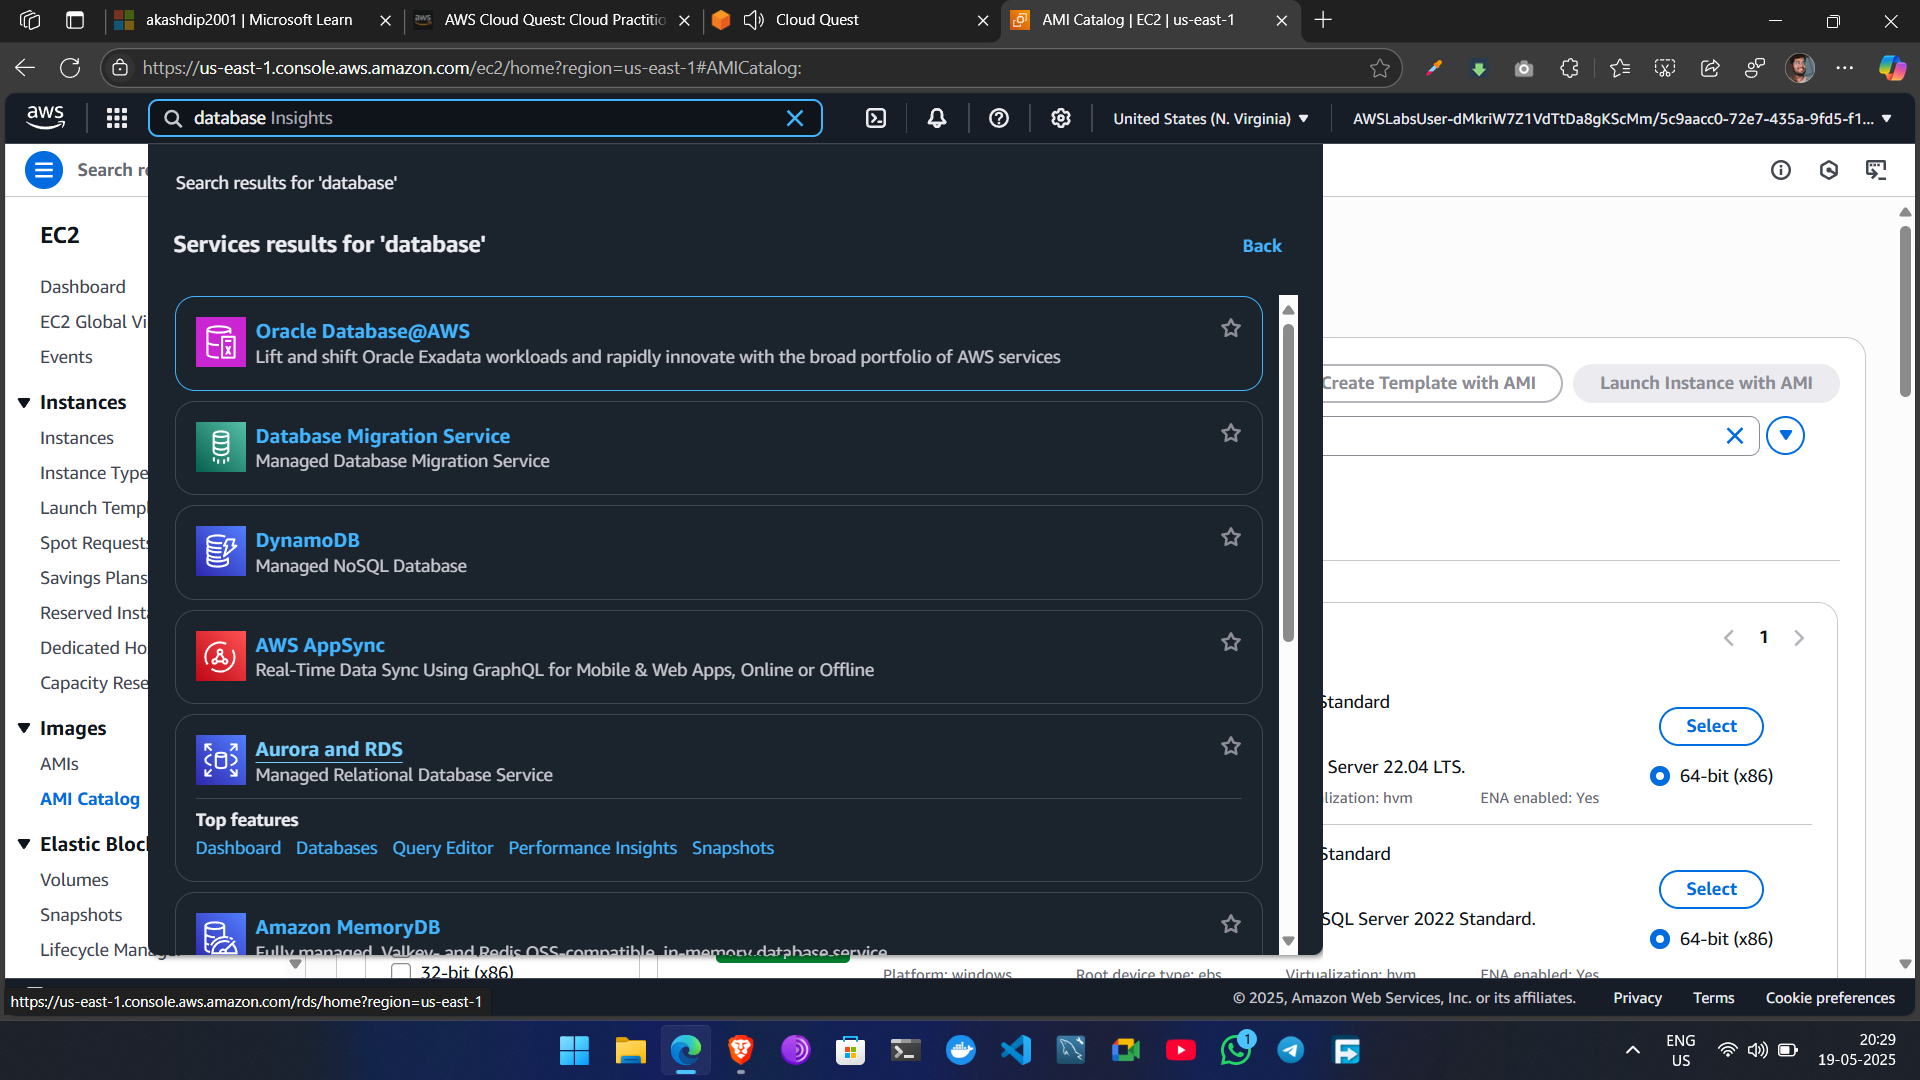 akashdip2001 | Microsoft Learn
AWS Cloud Quest: Cloud Practitio
Cloud Quest
AMI Catalog | EC2 | us-east-1
https://us-east-1.console.aws.amazon.com/ec2/home?region=us-east-1#AMICatalog:
aws
database Insights
United States (N. Virginia)
AWSLabsUser-dMkriW7Z1VdTtDa8gKScMm/5c9aacc0-72e7-435a-9fd5-f1...
Search re
Search results for 'database'
Services results for 'database'
Back
EC2
Dashboard
EC2 Global Vi
Events
Instances
Instances
Instance Type
Launch Templ
Spot Requests
Savings Plans
Reserved Insta
Dedicated Ho
Capacity Rese
Images
AMIs
AMI Catalog
Elastic Block
Volumes
Snapshots
Lifecycle Manager
Oracle Database@AWS
Lift and shift Oracle Exadata workloads and rapidly innovate with the broad portfolio of AWS services
Database Migration Service
Managed Database Migration Service
DynamoDB
Managed NoSQL Database
AWS AppSync
Real-Time Data Sync Using GraphQL for Mobile & Web Apps, Online or Offline
Aurora and RDS
Managed Relational Database Service
Top features
Dashboard Databases Query Editor Performance Insights Snapshots
Amazon MemoryDB
Fully managed, Valkey- and Redis OSS-compatible, in-memory database service
Create Template with AMI
Launch Instance with AMI
1
Standard
Select
Server 22.04 LTS.
64-bit (x86)
lization: hvm
ENA enabled: Yes
Standard
Select
SQL Server 2022 Standard.
64-bit (x86)
32-bit (x86)
Platform: windows
Root device type: ebs
Virtualization: hvm
ENA enabled: Yes
https://us-east-1.console.aws.amazon.com/rds/home?region=us-east-1
© 2025, Amazon Web Services, Inc. or its affiliates.
Privacy
Terms
Cookie preferences
1
ENG
US
20:29
19-05-2025